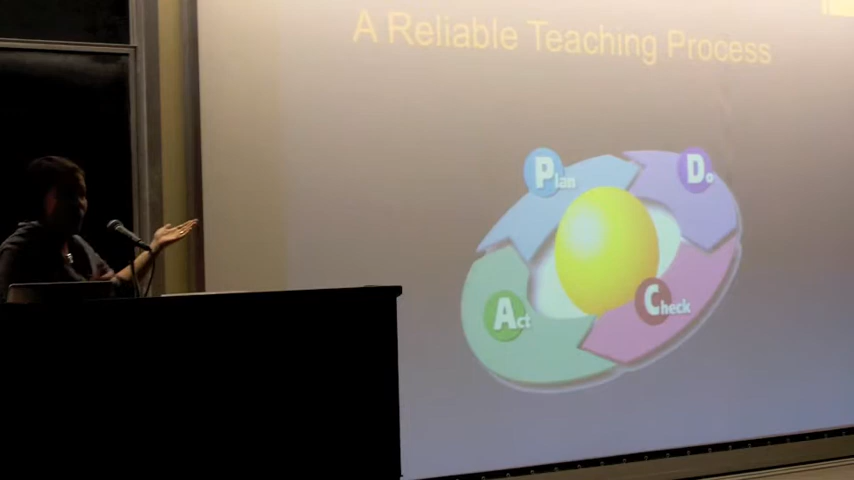 A Reliable Teaching Process
Plan
Do
Act
Check